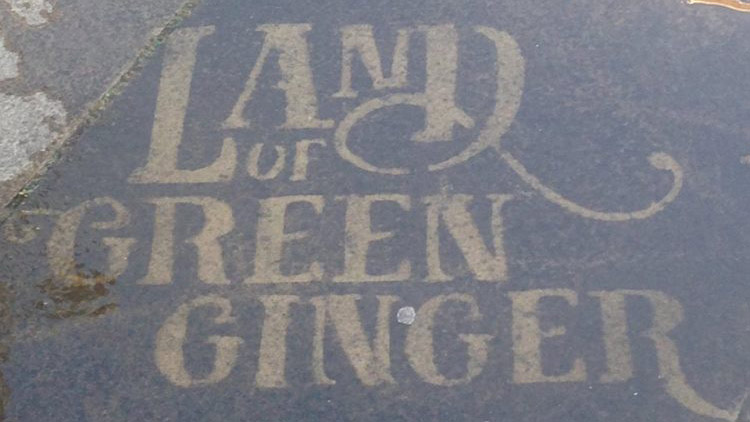 LAND
OF
GREEN
GINGER